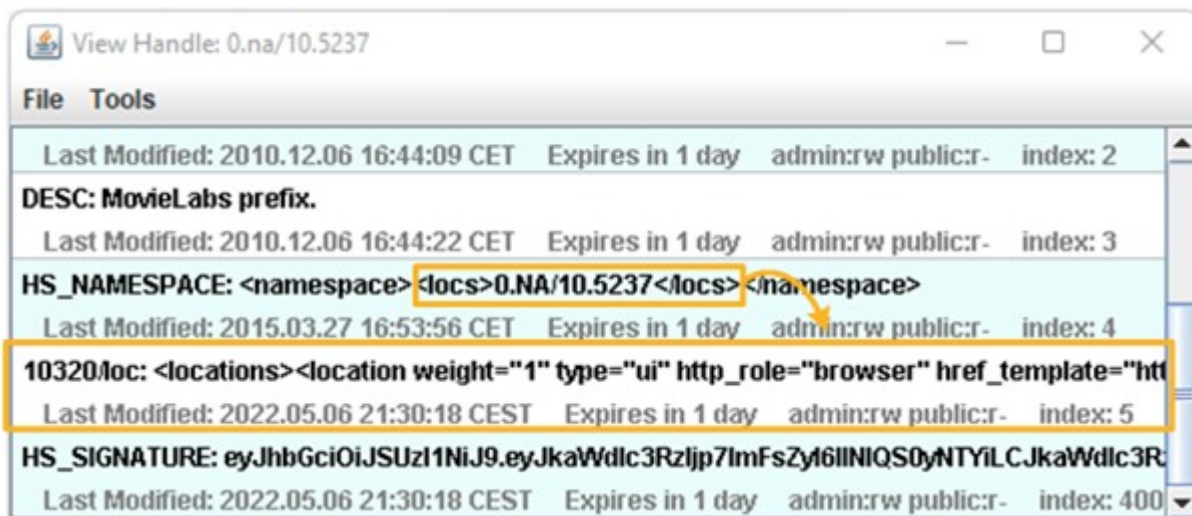 View Handle: 0.na/10.5237
File Tools
Last Modified: 2010.12.06 16:44:09 CET Expires in 1 day admin:rw public:r- index: 2
DESC: MovieLabs prefix.
Last Modified: 2010.12.06 16:44:22 CET Expires in 1 day admin:rw public:r- index: 3
HS_NAMESPACE: <namespace><locs>0.NA/10.5237</locs></namespace>
Last Modified: 2015.03.27 16:53:56 CET Expires in 1 day admin:rw public:r- index: 4
10320/loc: <locations><location weight="1" type="ui" http_role="browser" href_template="htt
Last Modified: 2022.05.06 21:30:18 CEST Expires in 1 day admin:rw public:r- index: 5
HS_SIGNATURE:
Last Modified: 2022.05.06 21:30:18 CEST Expires in 1 day admin:rw public:r- index: 400